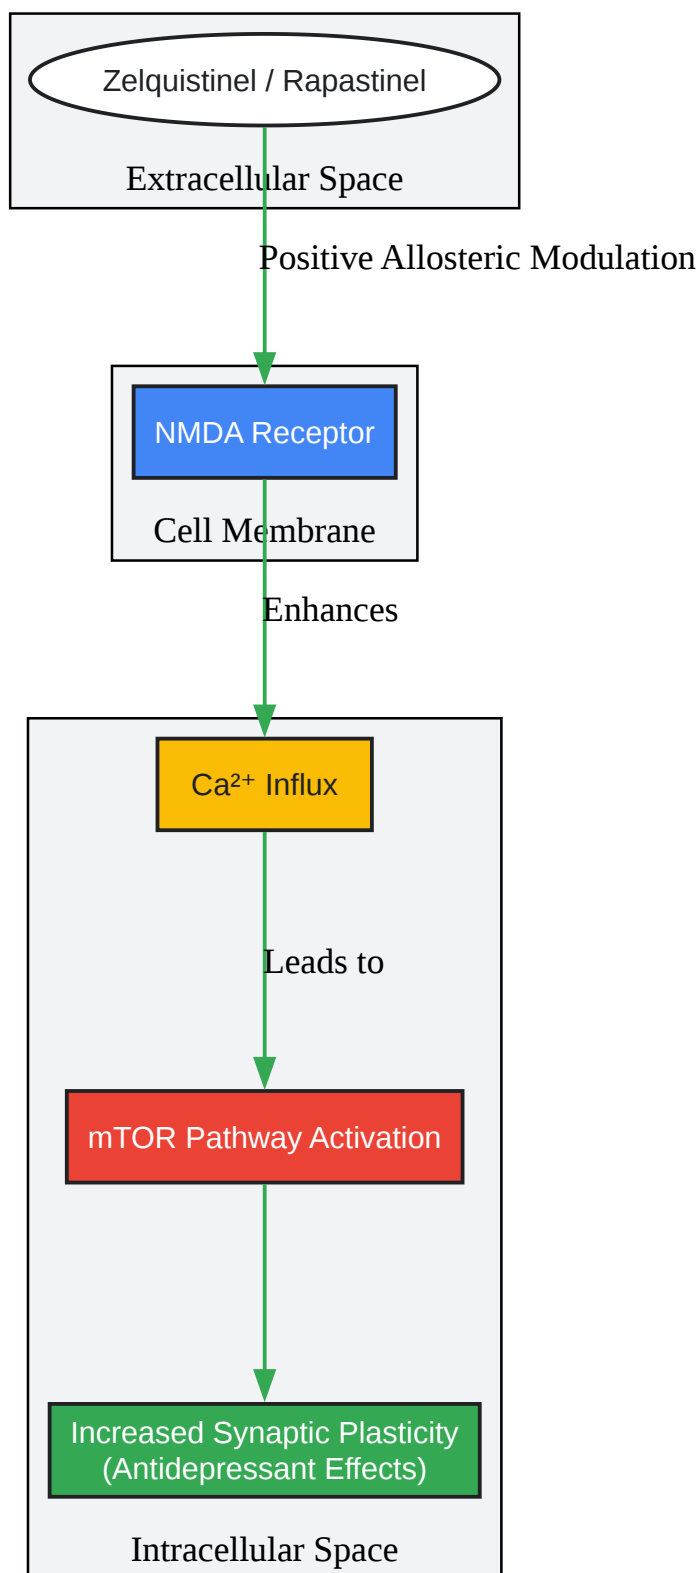 Zelquistinel / Rapastinel
Extracellular Space
Positive Allosteric Modulation
NMDA Receptor
Cell Membrane
Enhances
Ca²⁺ Influx
Leads to
mTOR Pathway Activation
Increased Synaptic Plasticity
(Antidepressant Effects)
Intracellular Space